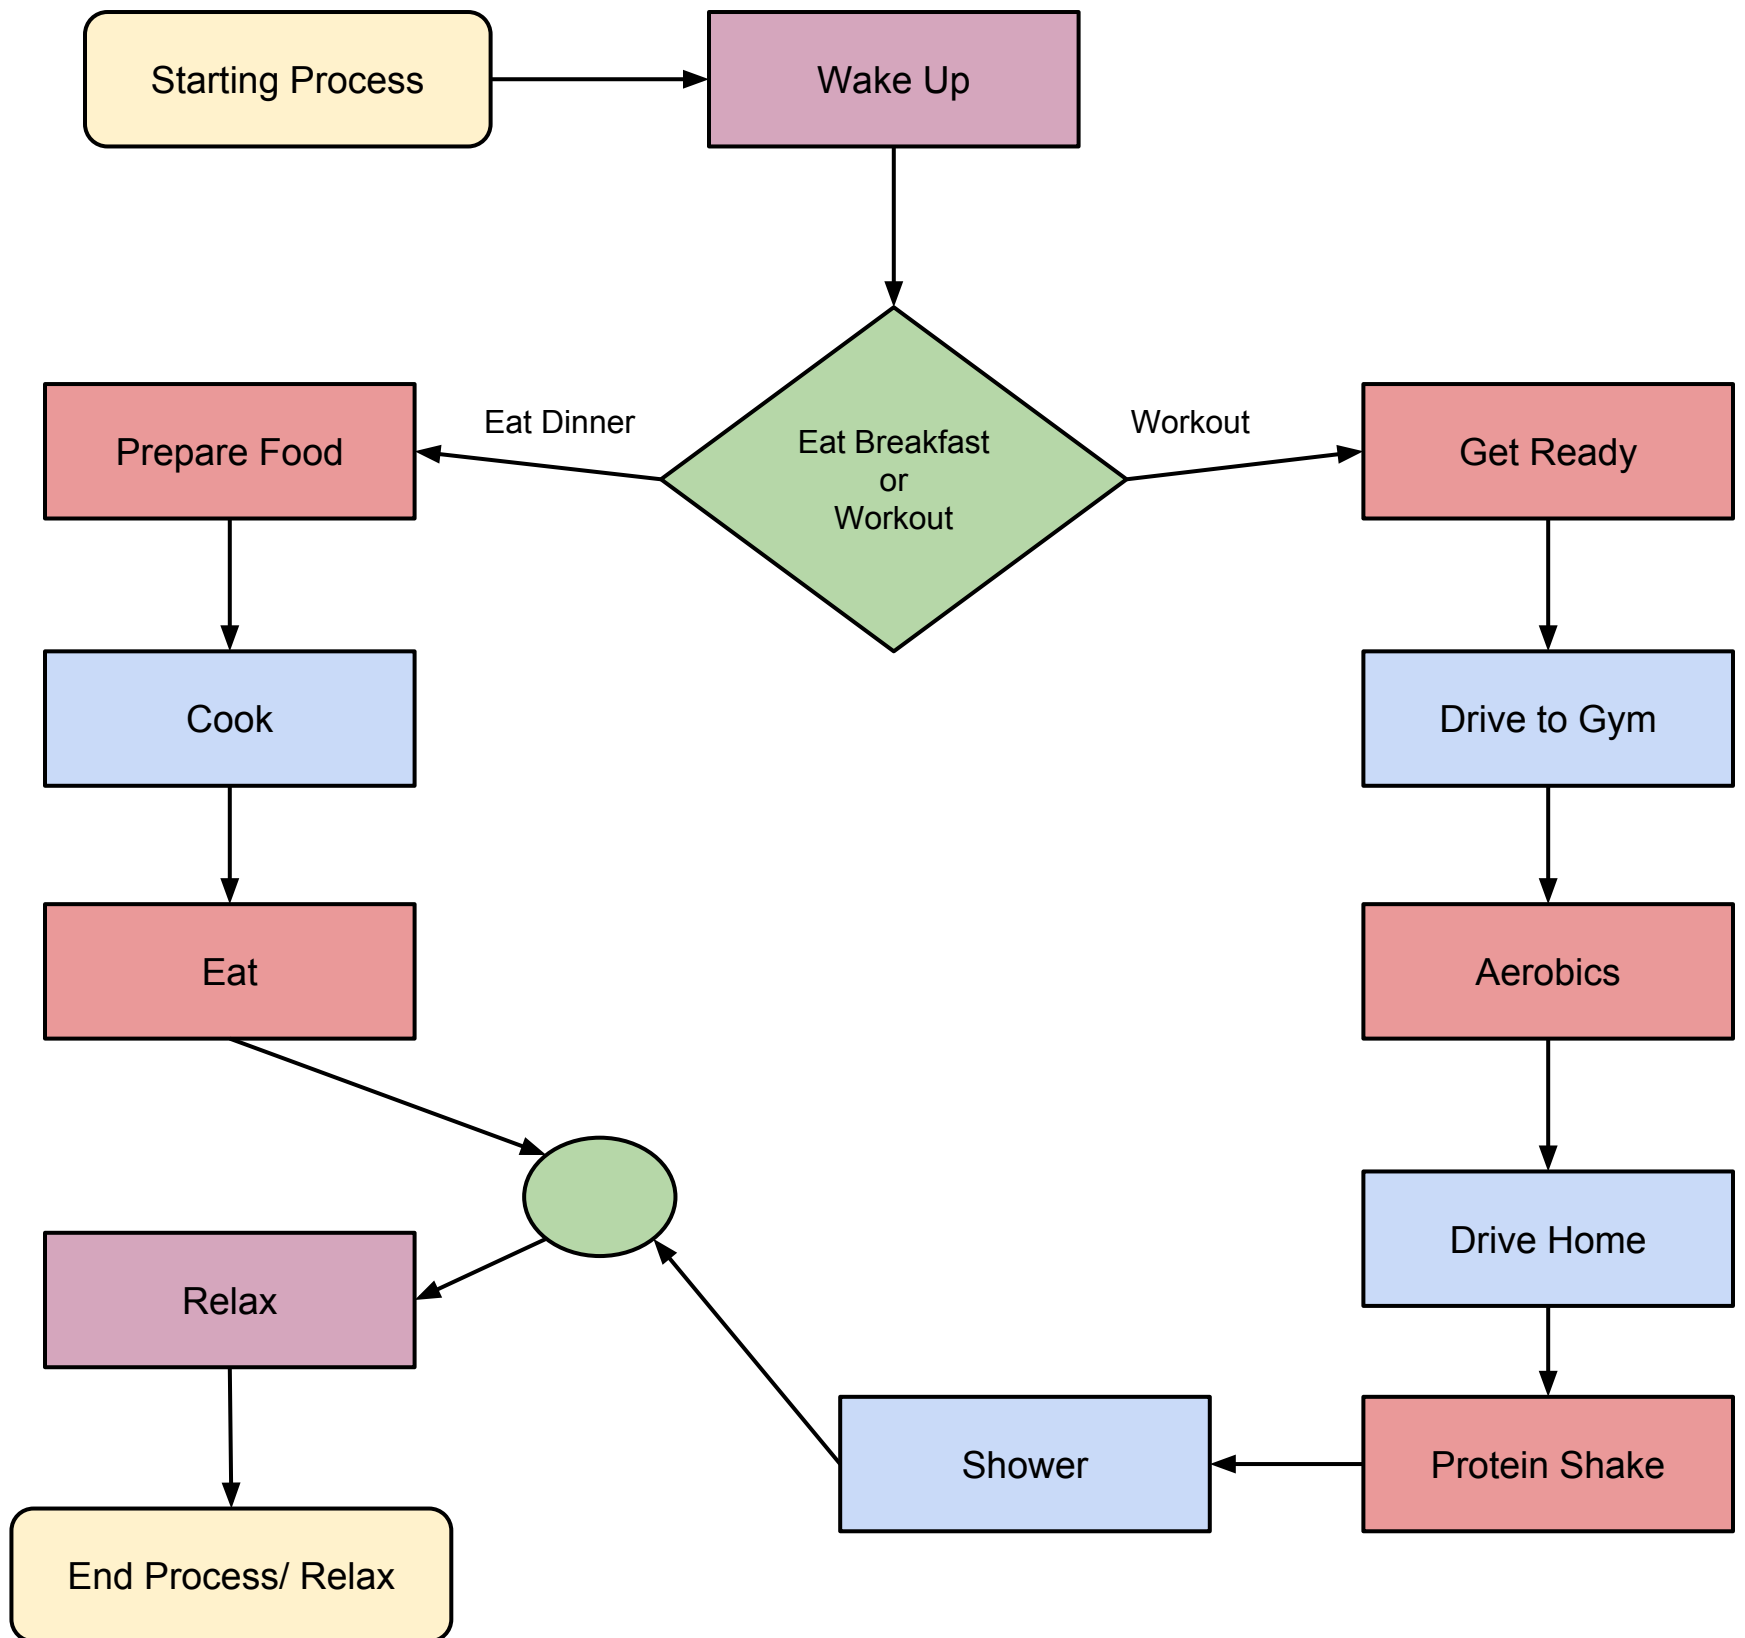 Starting Process
Wake Up
Eat Dinner
Eat Breakfast
or
Workout
Workout
Prepare Food
Get Ready
Cook
Drive to Gym
Eat
Aerobics
Relax
Drive Home
Shower
Protein Shake
End Process/ Relax